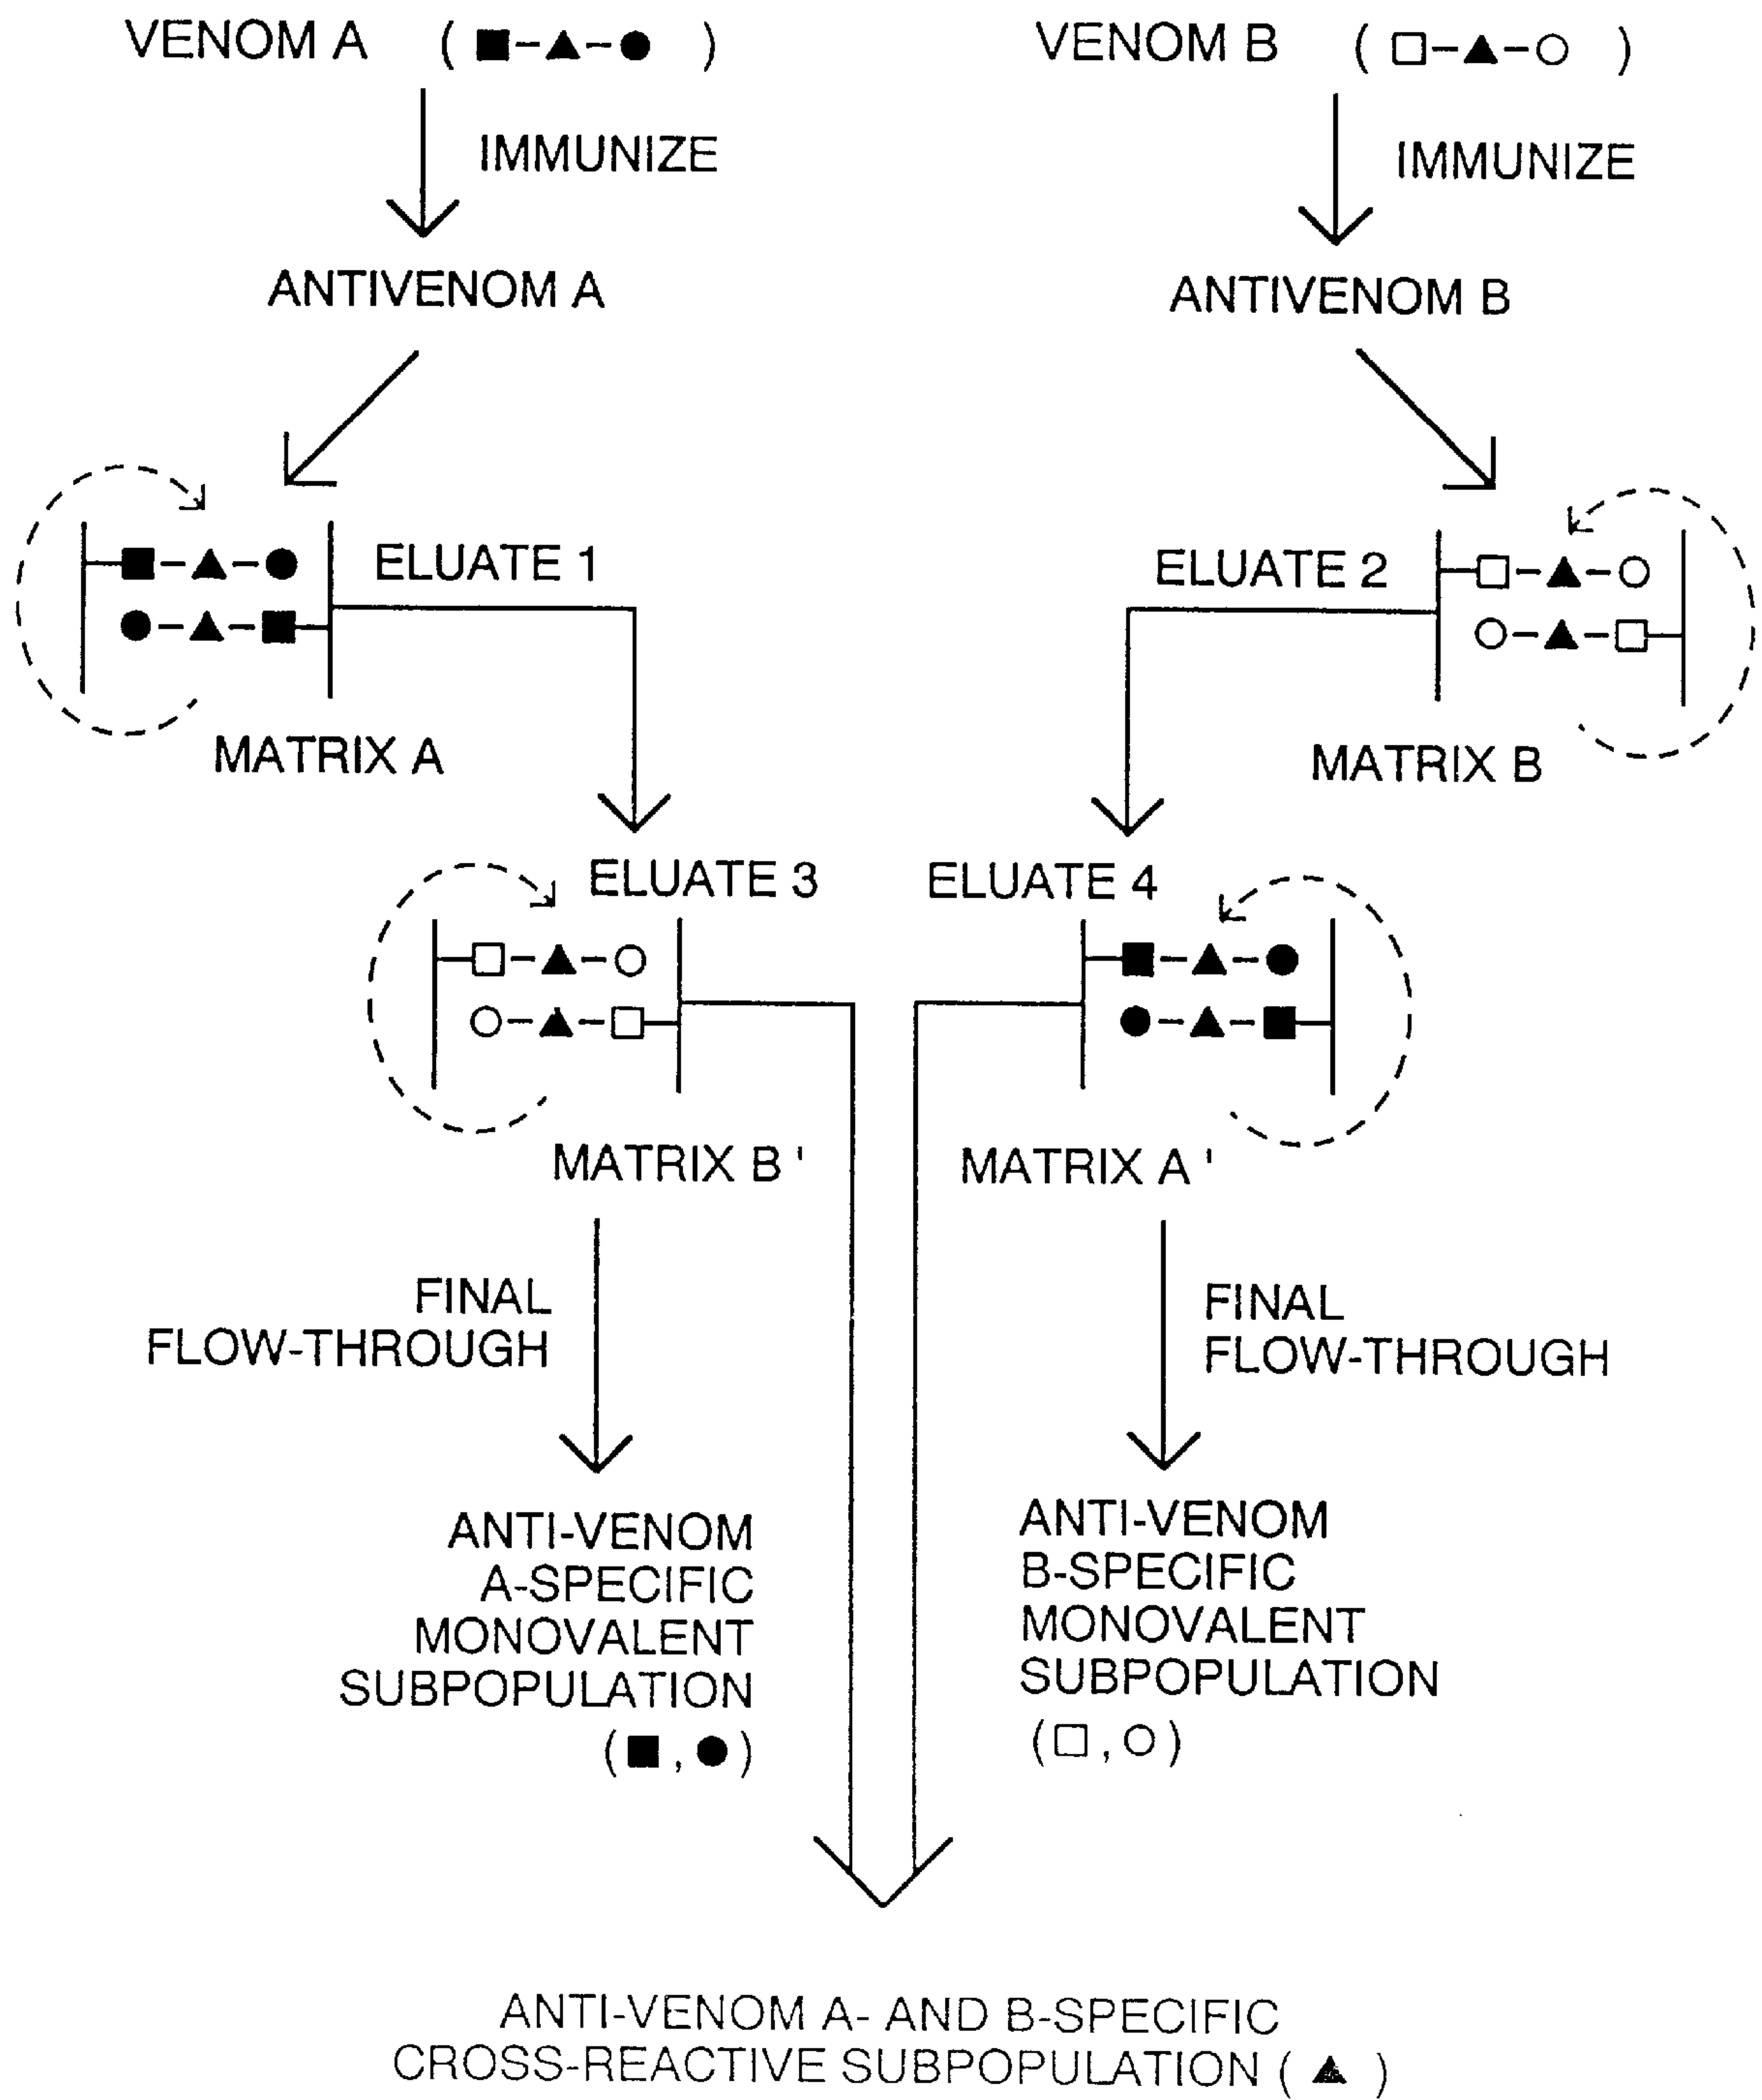 VENOM A ( ■-▲-● )
VENOM B ( □-▲-○ )
IMMUNIZE
IMMUNIZE
ANTIVENOM A
ANTIVENOM B
ELUATE 1
ELUATE 2
MATRIX A
MATRIX B
ELUATE 3
ELUATE 4
MATRIX B '
MATRIX A '
FINAL
FLOW-THROUGH
FINAL
FLOW-THROUGH
ANTI-VENOM
A-SPECIFIC
MONOVALENT
SUBPOPULATION
(■,●)
ANTI-VENOM
B-SPECIFIC
MONOVALENT
SUBPOPULATION
(□,○)
ANTI-VENOM A- AND B-SPECIFIC
CROSS-REACTIVE SUBPOPULATION ( ▲ )